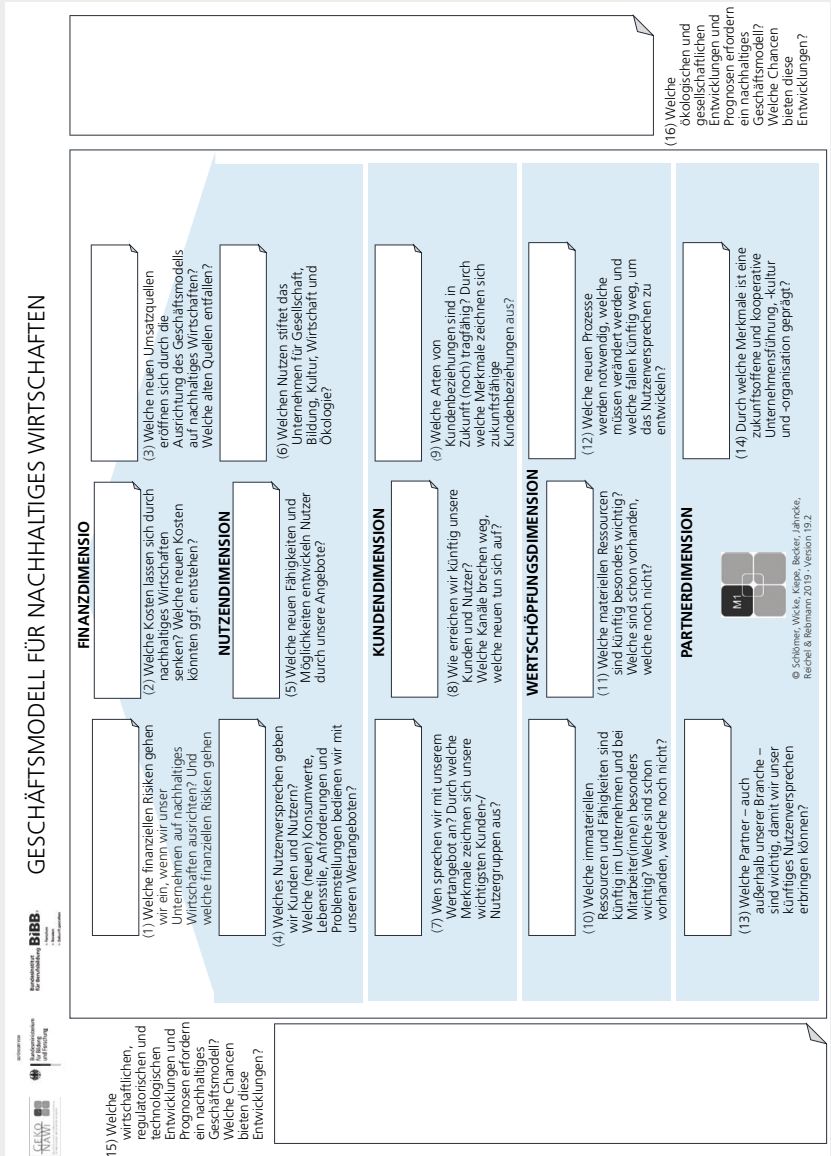 GEKO
NAWI
GEFÖRDERT VOM
Bundesministerium
für Bildung
und Forschung
Bundesinstitut
für Berufsbildung
BiBB
GESCHÄFTSMODELL FÜR NACHHALTIGES WIRTSCHAFTEN
15) Welche
wirtschaftlichen,
regulatorischen und
technologischen
Entwicklungen und
Prognosen erfordern
ein nachhaltiges
Geschäftsmodell?
Welche Chancen
bieten diese
Entwicklungen?
FINANZDIMENSIO
(1) Welche finanziellen Risiken gehen
wir ein, wenn wir unser
Unternehmen auf nachhaltiges
Wirtschaften ausrichten? Und
welche finanziellen Risiken gehen
(2) Welche Kosten lassen sich durch
nachhaltiges Wirtschaften
senken? Welche neuen Kosten
könnten ggf. entstehen?
(3) Welche neuen Umsatzquellen
eröffnen sich durch die
Ausrichtung des Geschäftsmodells
auf nachhaltiges Wirtschaften?
Welche alten Quellen entfallen?
NUTZENDIMENSION
(4) Welches Nutzenversprechen geben
wir Kunden und Nutzern?
Welche (neuen) Konsumwerte,
Lebensstile, Anforderungen und
Problemstellungen bedienen wir mit
unseren Wertangeboten?
(5) Welche neuen Fähigkeiten und
Möglichkeiten entwickeln Nutzer
durch unsere Angebote?
(6) Welchen Nutzen stiftet das
Unternehmen für Gesellschaft,
Bildung, Kultur, Wirtschaft und
Ökologie?
KUNDENDIMENSION
(7) Wen sprechen wir mit unserem
Wertangebot an? Durch welche
Merkmale zeichnen sich unsere
wichtigsten Kunden-/
Nutzergruppen aus?
(8) Wie erreichen wir künftig unsere
Kunden und Nutzer?
Welche Kanäle brechen weg,
welche neuen tun sich auf?
(9) Welche Arten von
Kundenbeziehungen sind in
Zukunft (noch) tragfähig? Durch
welche Merkmale zeichnen sich
zukunftsfähige
Kundenbeziehungen aus?
WERTSCHÖPFUNGSDIMENSION
(10) Welche immateriellen
Ressourcen und Fähigkeiten sind
künftig im Unternehmen und bei
Mitarbeiter(inne)n besonders
wichtig? Welche sind schon
vorhanden, welche noch nicht?
(11) Welche materiellen Ressourcen
sind künftig besonders wichtig?
Welche sind schon vorhanden,
welche noch nicht?
(12) Welche neuen Prozesse
werden notwendig, welche
müssen verändert werden und
welche fallen künftig weg, um
das Nutzenversprechen zu
entwickeln?
PARTNERDIMENSION
(13) Welche Partner – auch
außerhalb unserer Branche –
sind wichtig, damit wir unser
künftiges Nutzenversprechen
erbringen können?
M1
© Schlömer, Wicke, Kiepe, Becker, Jahncke,
Reichel & Rebmann 2019 · Version 19.2
(14) Durch welche Merkmale ist eine
zukunftsoffene und kooperative
Unternehmensführung, -kultur
und -organisation geprägt?
(16) Welche
ökologischen und
gesellschaftlichen
Entwicklungen und
Prognosen erfordern
ein nachhaltiges
Geschäftsmodell?
Welche Chancen
bieten diese
Entwicklungen?